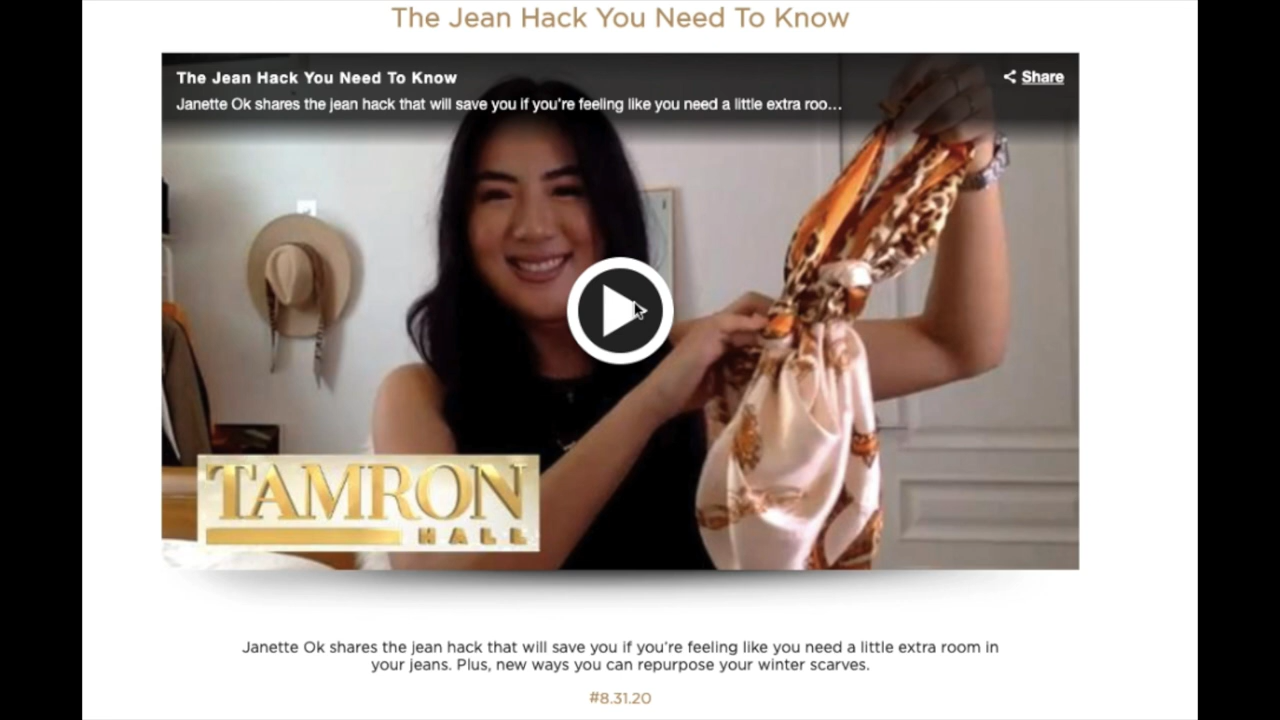 The Jean Hack You Need To Know
The Jean Hack You Need To Know
Share
Janette Ok shares the jean hack that will save you if you're feeling like you need a little extra roo...
TAMRON
HALL
Janette Ok shares the jean hack that will save you if you're feeling like you need a little extra room in
your jeans. Plus, new ways you can repurpose your winter scarves.
#8.31.20